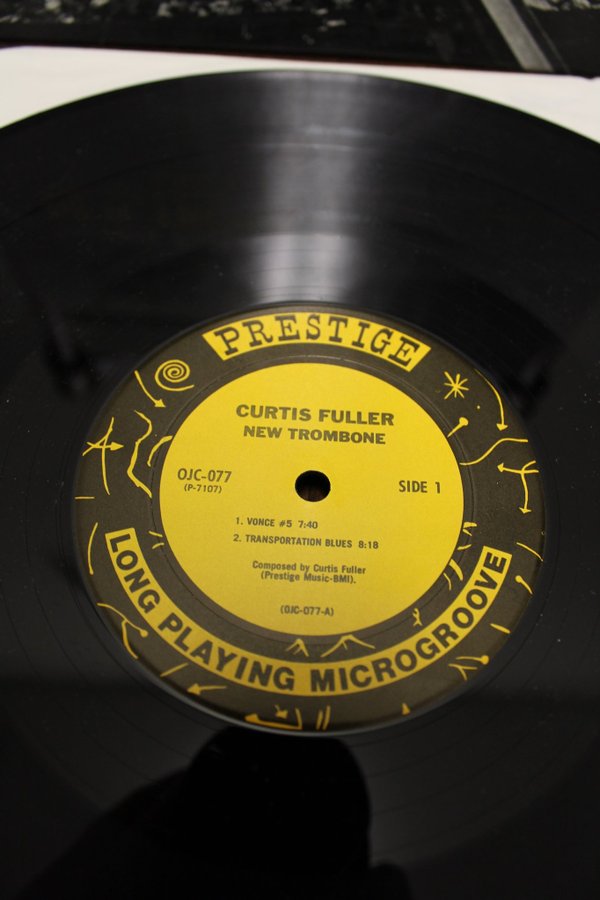 PRESTIGE
CURTIS FULLER
NEW TROMBONE
OJC-077
(P-7107)
SIDE 1
1. VONCE #5 7:40
2. TRANSPORTATION BLUES 8:18
Composed by Curtis Fuller
(Prestige Music-BMI).
(OJC-077-A)
LONG PLAYING MICROGROOVE